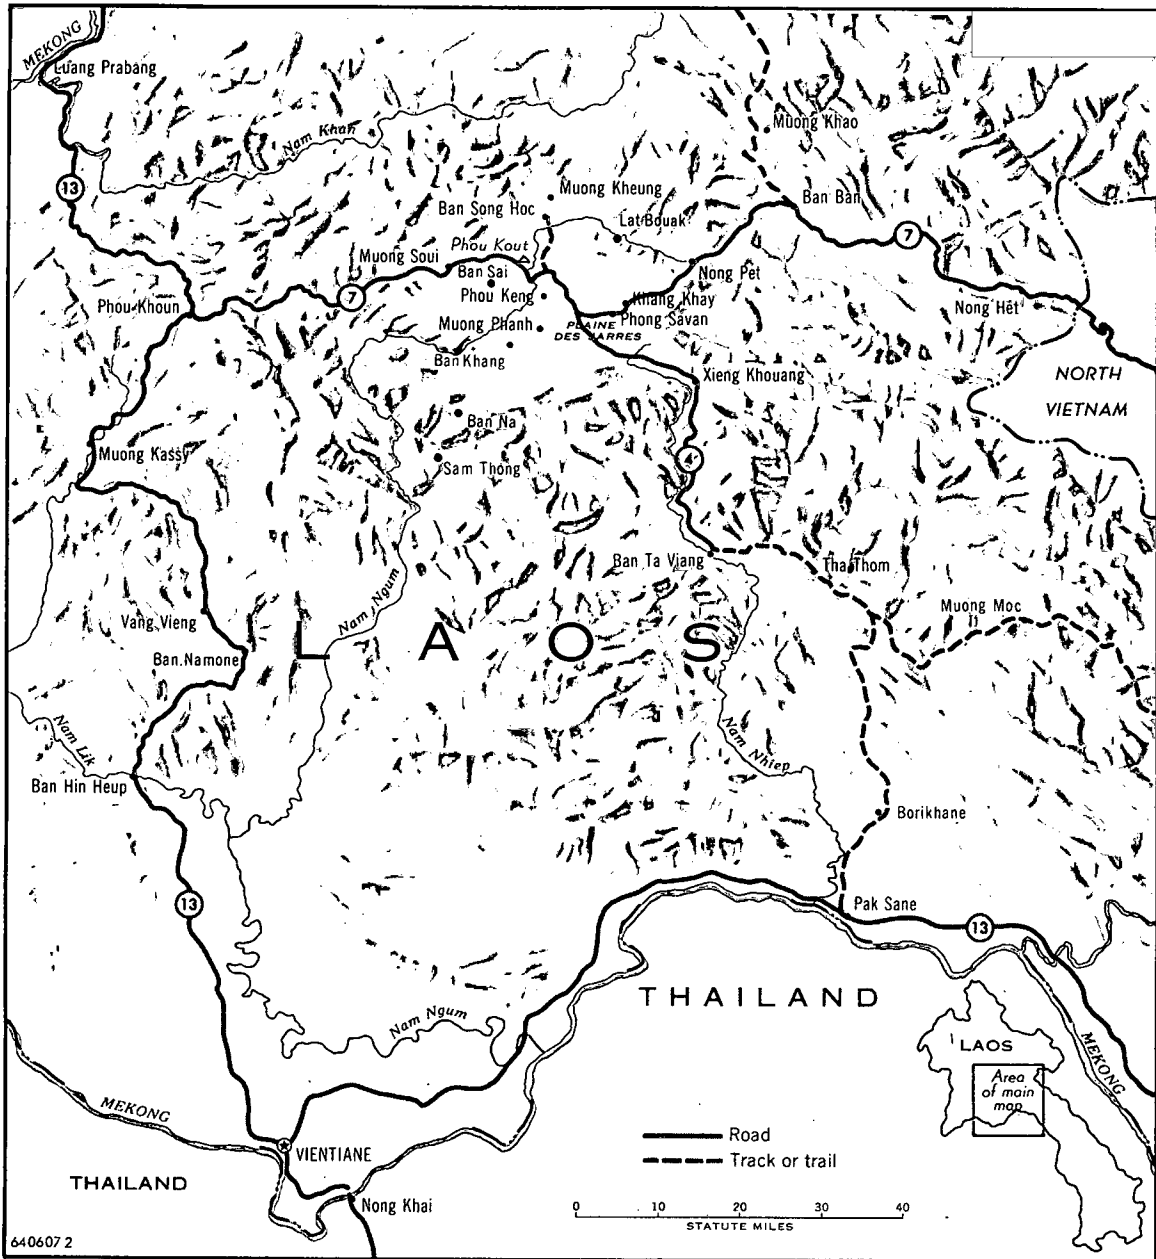 MEKONG
Luang Prabang
Nam Khan
Muong Khao
13
Muong Kheung
Ban Ban
Ban Song Hoc
Lat Bouak
7
Phou Kout
Muong Soui
Ban Sai
Nong Pet
Phou Khoun
7
Phou Keng
Khang Khay
Nong Hêt
Muong Phanh
Phong Savan
PLAINE
DES JARRES
Ban Khang
Xieng Khouang
NORTH
VIETNAM
Ban Na
Muong Kassy
Sam Thong
4
Ban Ta Viang
Tha Thom
Nam Ngum
Muong Moc
Vang Vieng
LAOS
Ban Namone
Nam Lik
Nam Nhiep
Ban Hin Heup
Borikhane
13
Pak Sane
13
THAILAND
Nam Ngum
LAOS
MEKONG
Area
of main
map
MEKONG
Road
VIENTIANE
Track or trail
THAILAND
Nong Khai
0 10 20 30 40
STATUTE MILES
640607 2